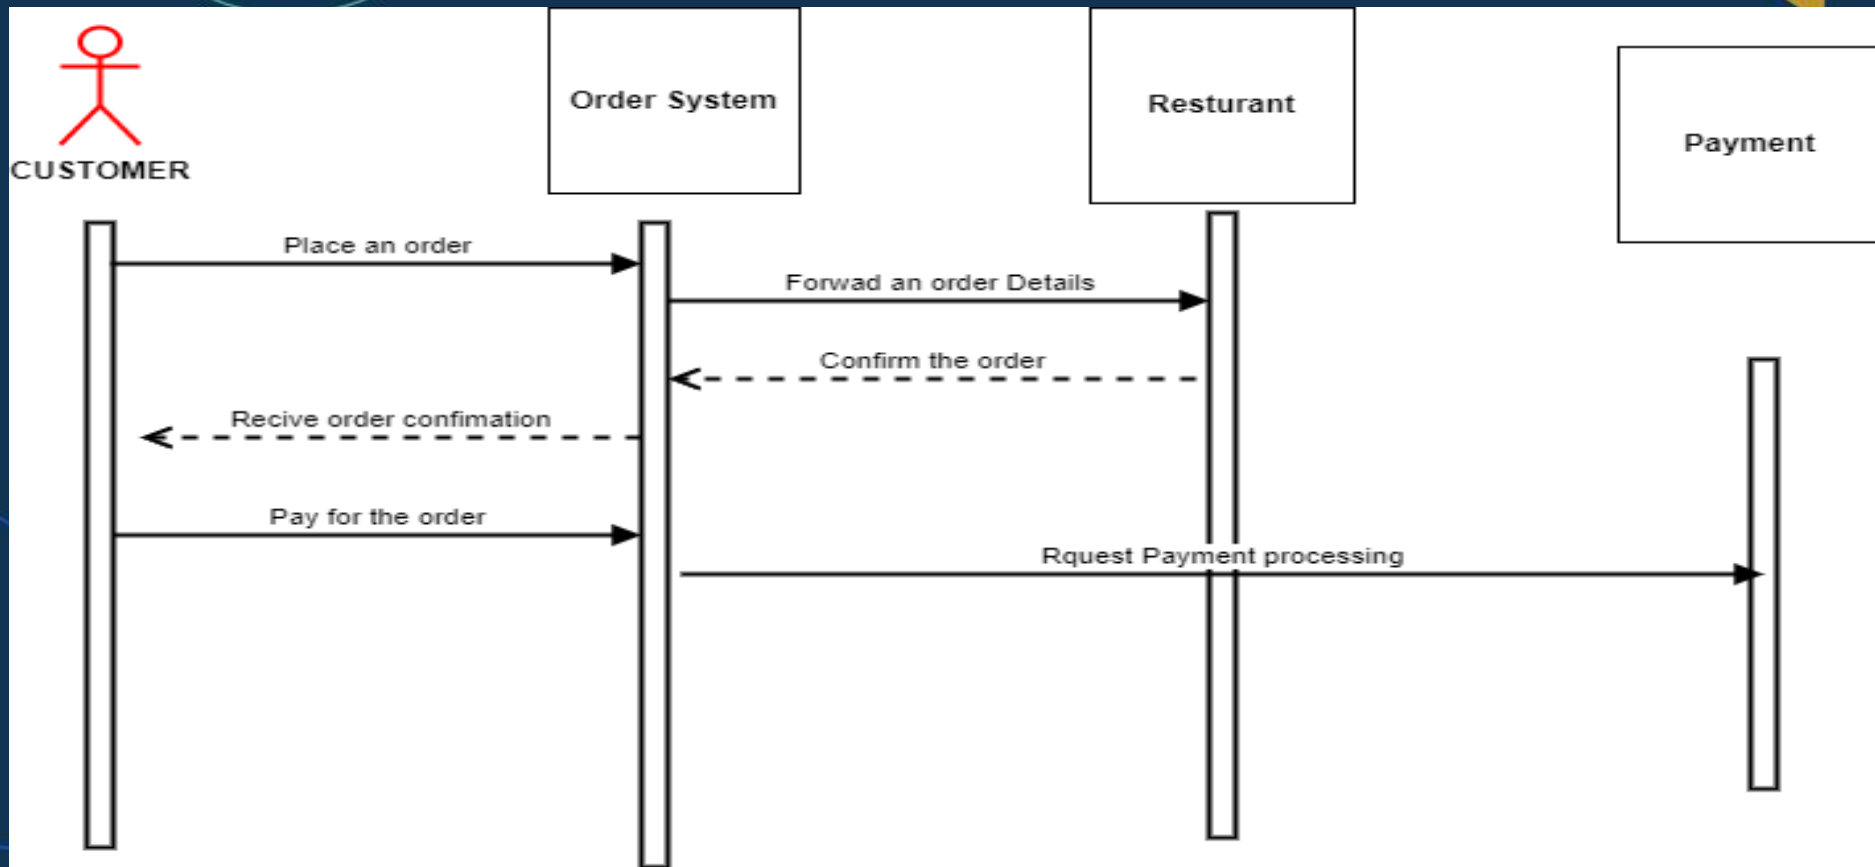 Order System
Resturant
Payment
CUSTOMER
Place an order
Forwad an order Details
Confirm the order
Recive order confimation
Pay for the order
Rquest Payment processing